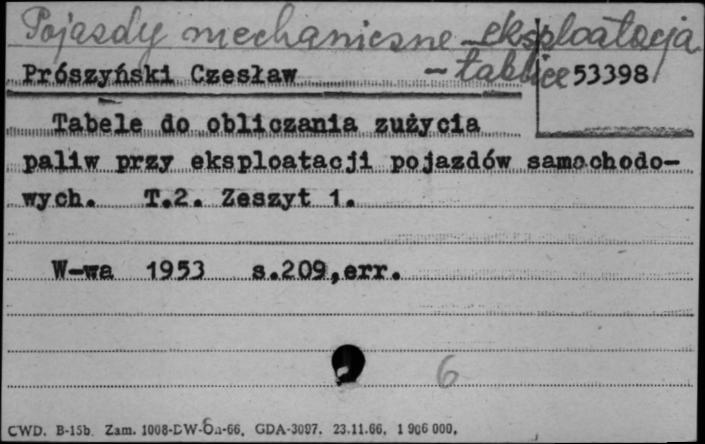 Pojazdy mechaniczne - eksploatacja
- tablice
Prószyński Czesław 53398
Tabele do obliczania zużycia
paliw przy eksploatacji pojazdów samochodo-
wych. T.2. Zeszyt 1.
W-wa 1953 s.209,err.
6
CWD. B-15b. Zam. 1008-DW-6a-66. GDA-3097. 23.11.66. 1 906 000.